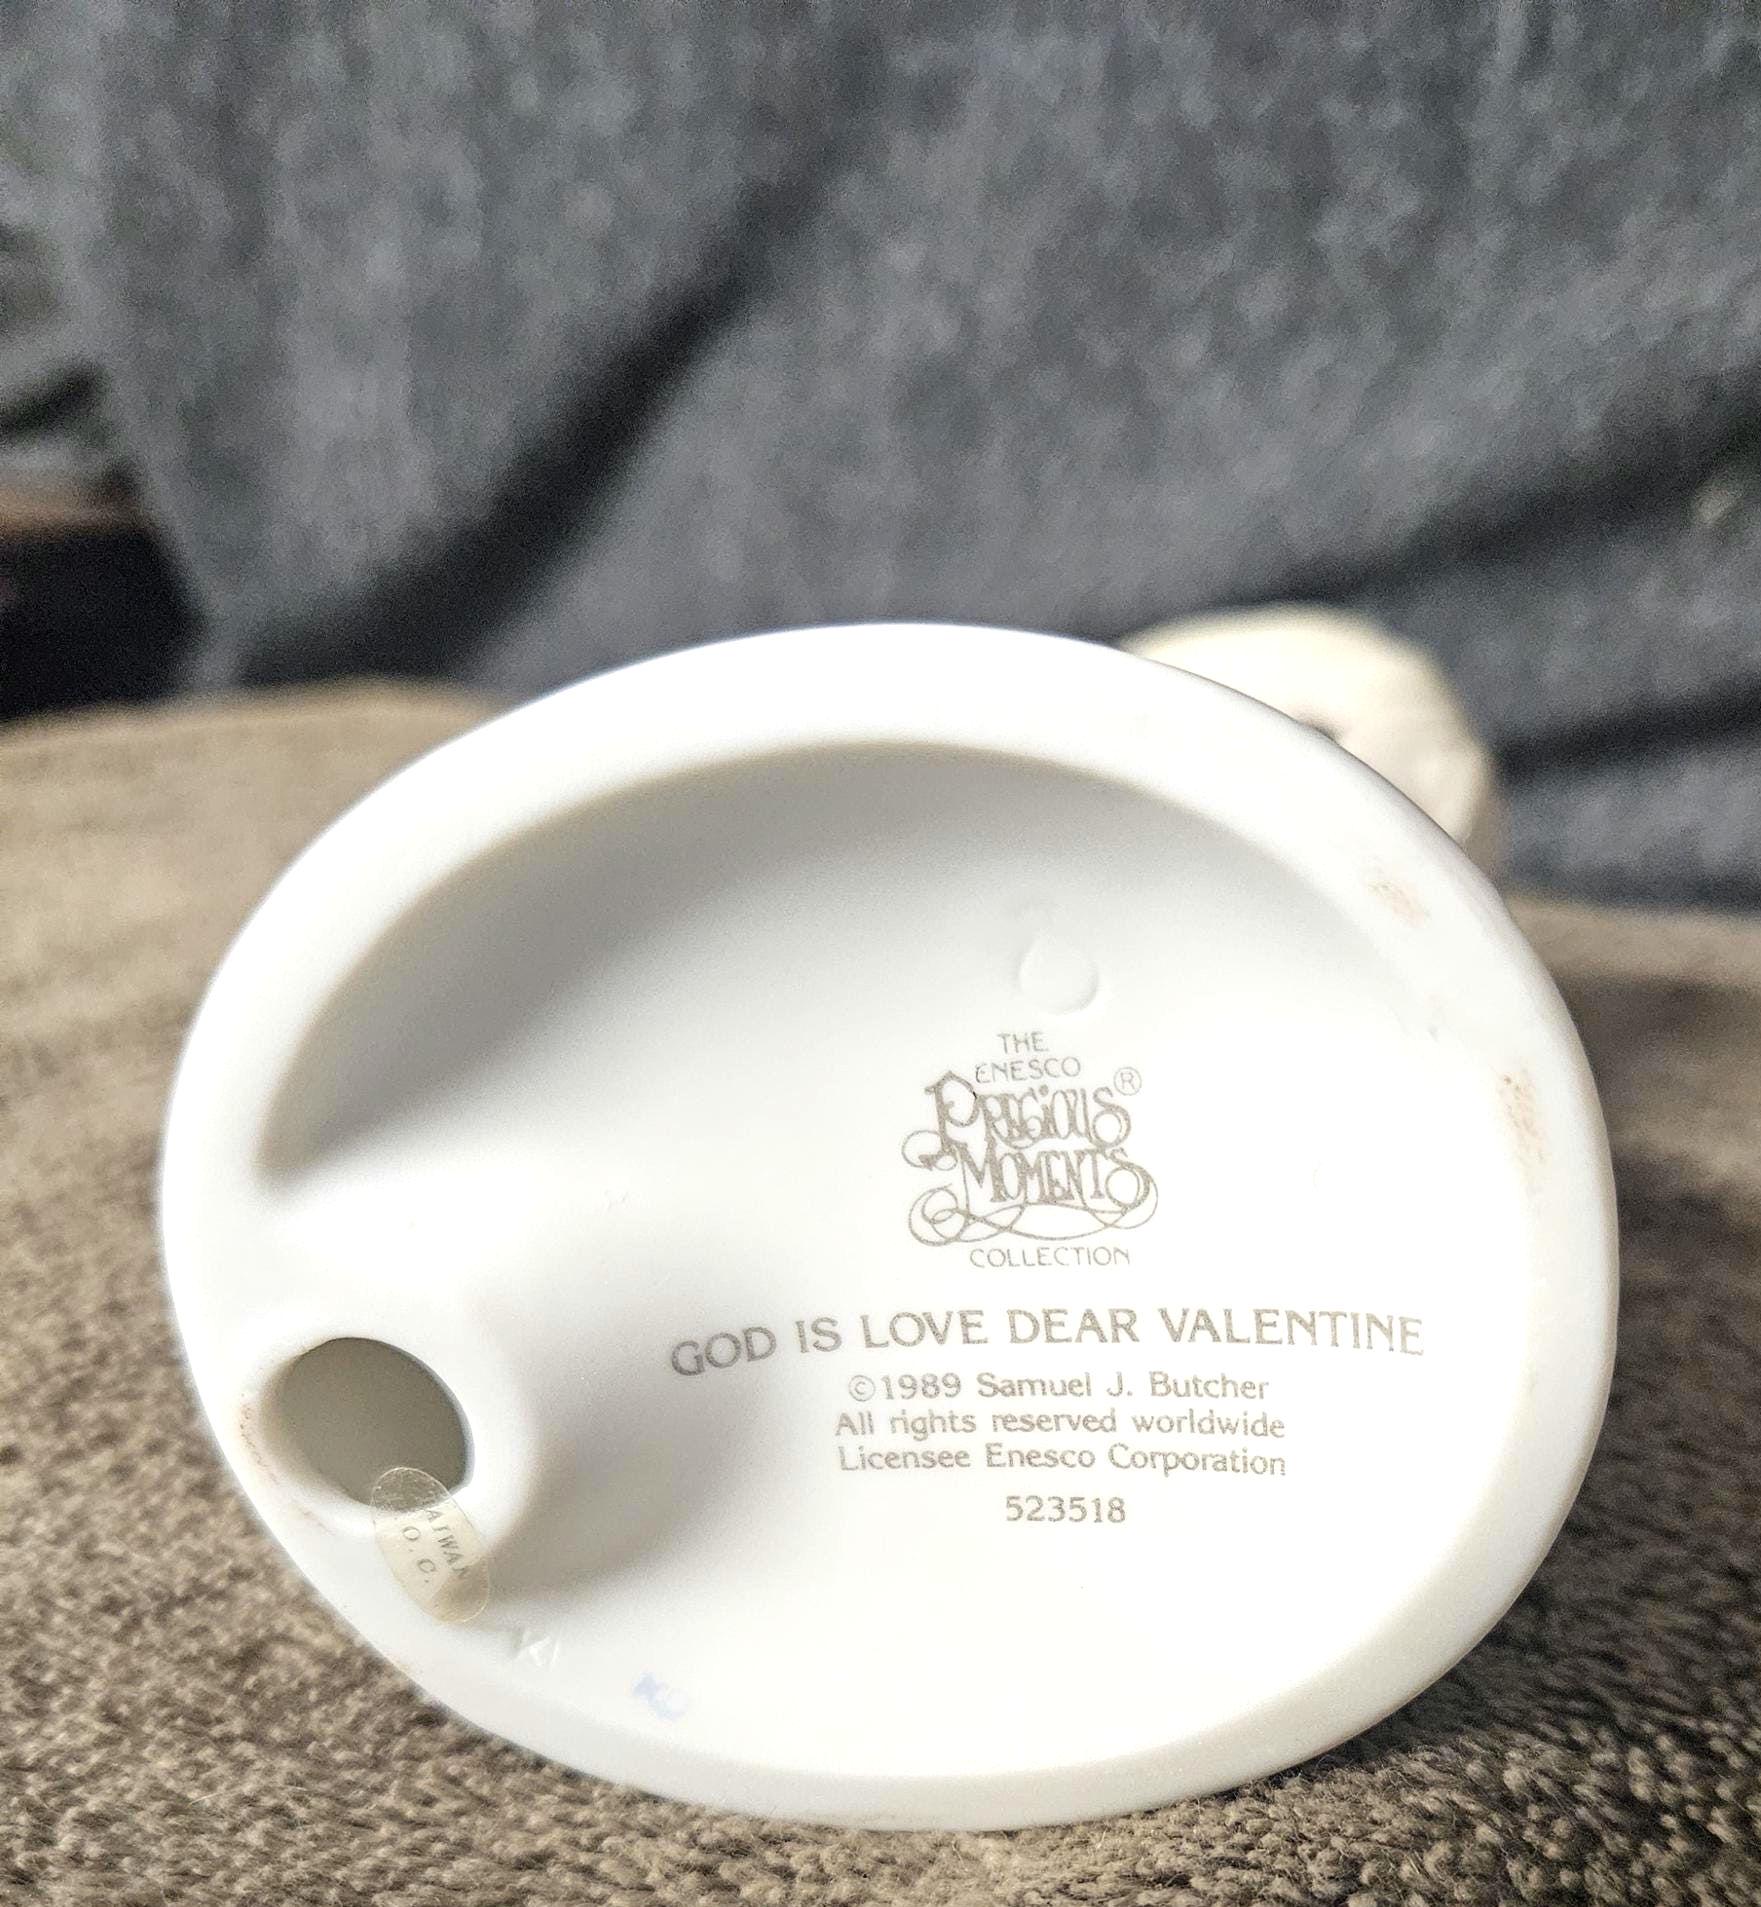 THE
ENESCO
PRECIOUS®
MOMENTS
COLLECTION
GOD IS LOVE DEAR VALENTINE
©1989 Samuel J. Butcher
All rights reserved worldwide
Licensee Enesco Corporation
523518
TAIWAN
O.C.